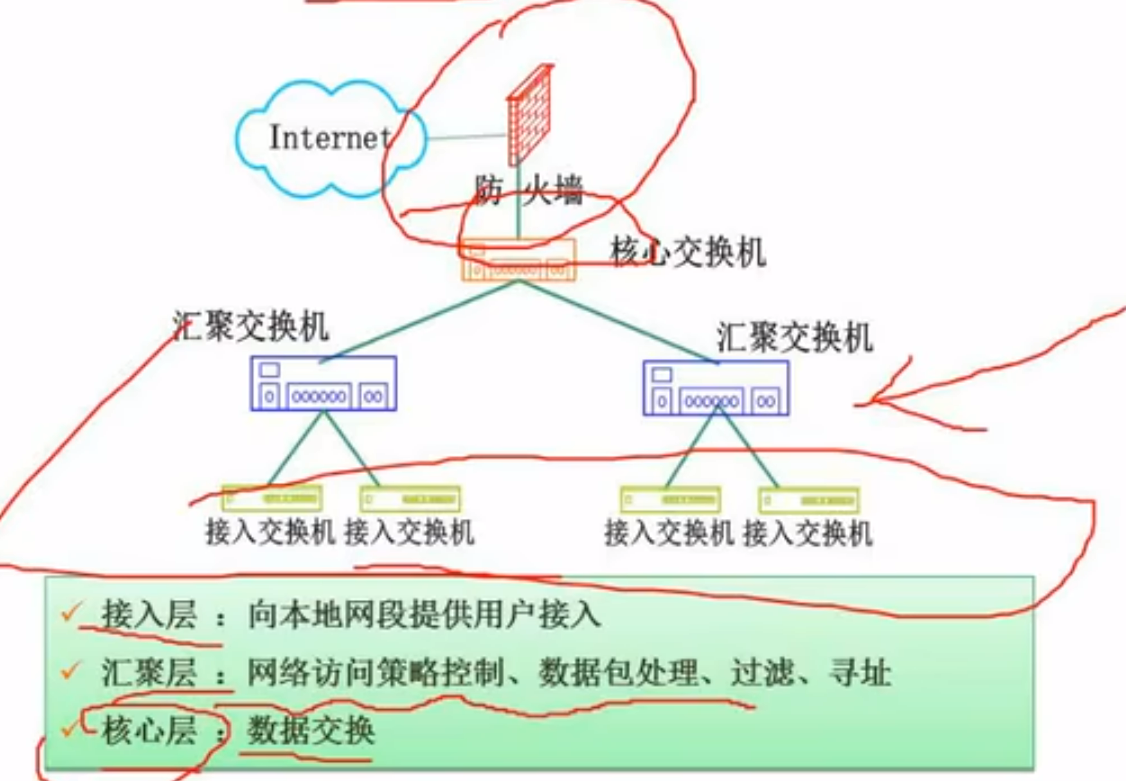 Internet
防火墙
核心交换机
汇聚交换机
汇聚交换机
接入交换机 接入交换机 接入交换机 接入交换机
✓ 接入层 ：向本地网段提供用户接入
✓ 汇聚层 ：网络访问策略控制、数据包处理、过滤、寻址
✓ 核心层 ：数据交换